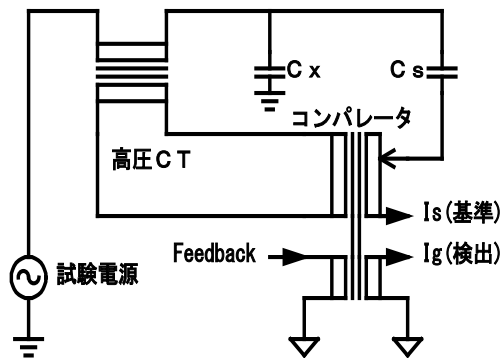 Cx
Cs
コンパレータ
高圧CT
Is(基準)
Feedback
Ig(検出)
試験電源